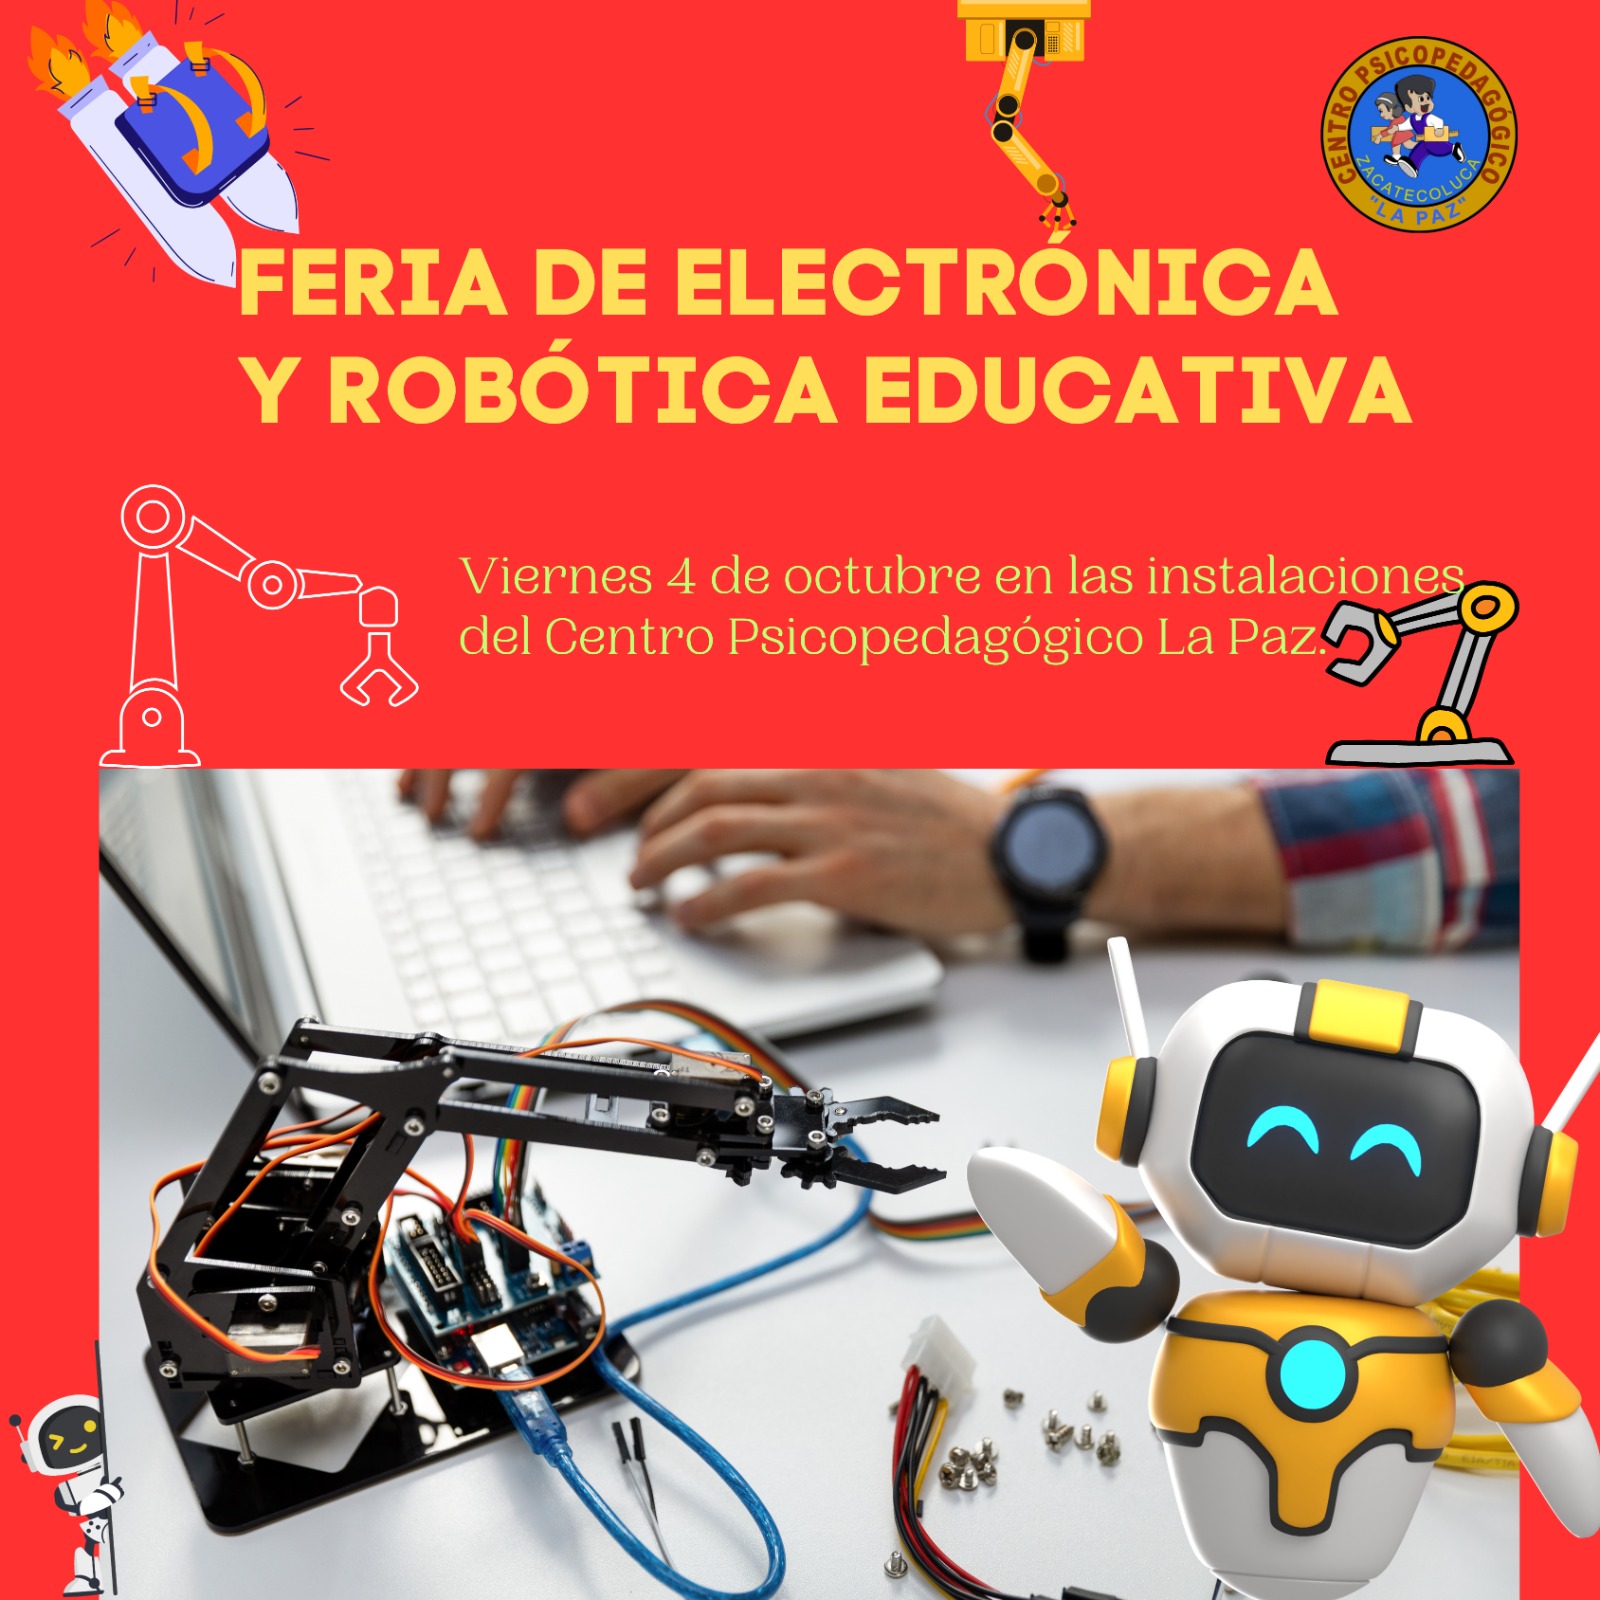 CENTRO PSICOPEDAGÓGICO
ZACATECOLUCA
"LA PAZ"
FERIA DE ELECTRÓNICA
Y ROBÓTICA EDUCATIVA
Viernes 4 de octubre en las instalaciones
del Centro Psicopedagógico La Paz.